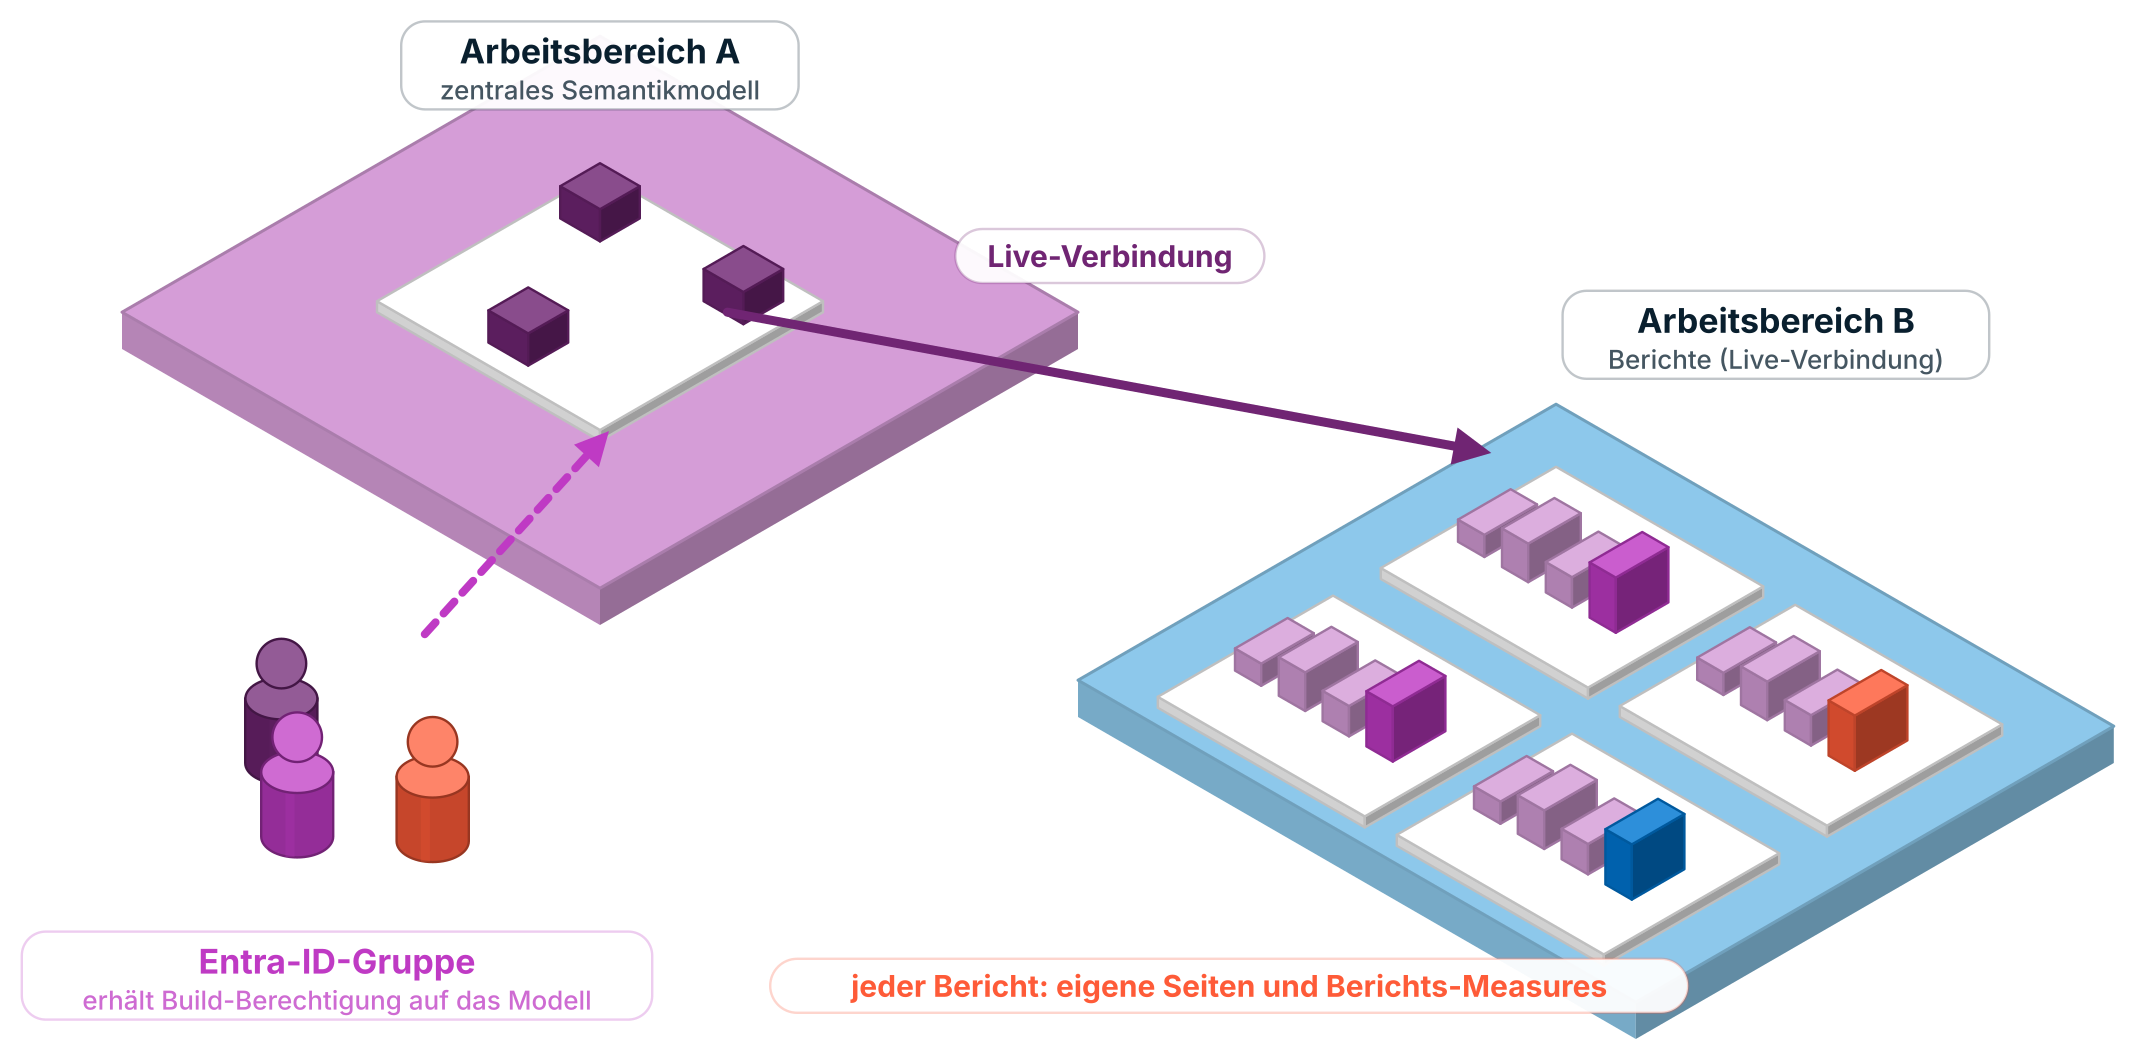 Arbeitsbereich A
zentrales Semantikmodell
Live-Verbindung
Arbeitsbereich B
Berichte (Live-Verbindung)
Entra-ID-Gruppe
erhält Build-Berechtigung auf das Modell
jeder Bericht: eigene Seiten und Berichts-Measures